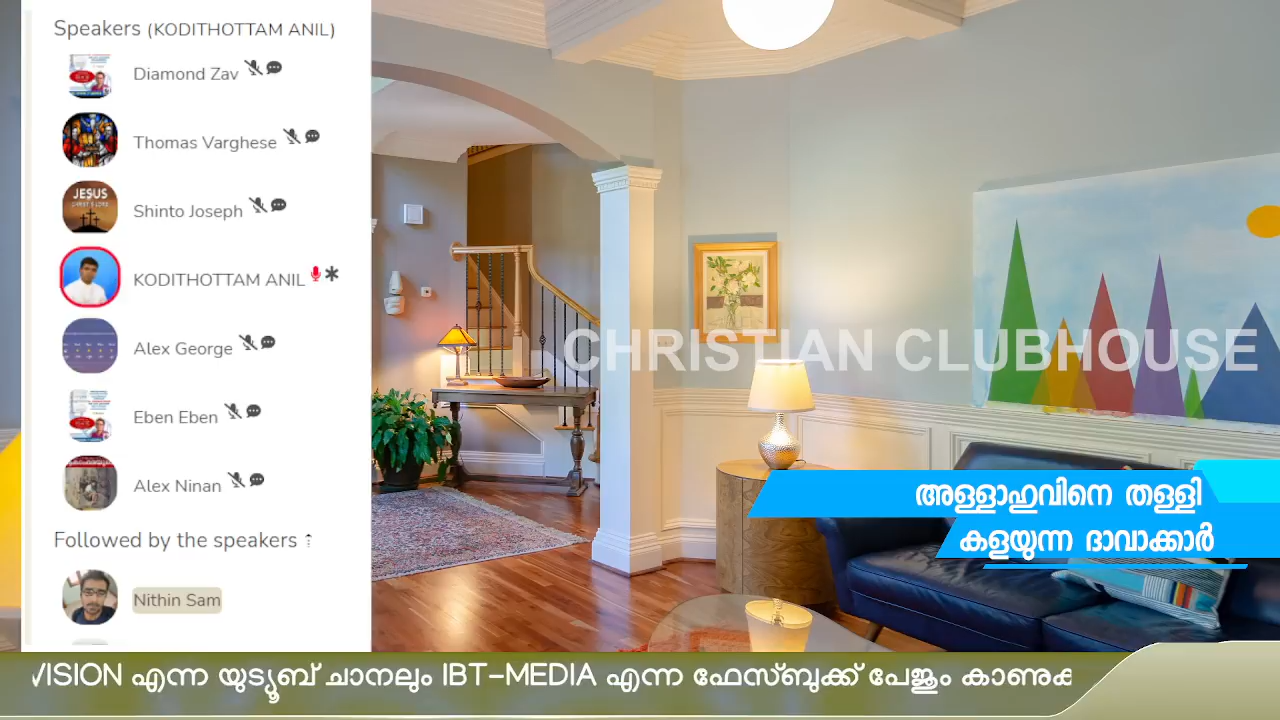 Speakers (KODITHOTTAM ANIL)
Diamond Zav
Thomas Varghese
JESUS
Shinto Joseph
KODITHOTTAM ANIL
Alex George
Eben Eben
Alex Ninan
Followed by the speakers
Nithin Sam
CHRISTIAN CLUBHOUSE
അള്ളാഹുവിനെ തള്ളി
കളയുന്ന ദാവാക്കാർ
VISION എന്ന യുട്യൂബ് ചാനലും IBT-MEDIA എന്ന ഫേസ്ബുക്ക് പേജും കാണുക